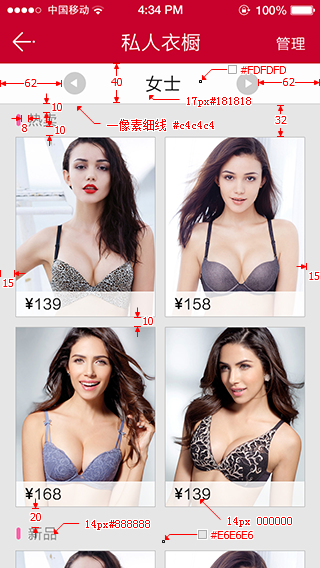 中国移动
4:34 PM
100%
私人衣橱
管理
62
40
女士
#FDFDFD
62
17px#181818
10
一像素细线 #c4c4c4
32
8
热卖
10
15
15
¥139
¥158
10
¥168
¥139
20
14px#888888
14px 000000
新品
#E6E6E6